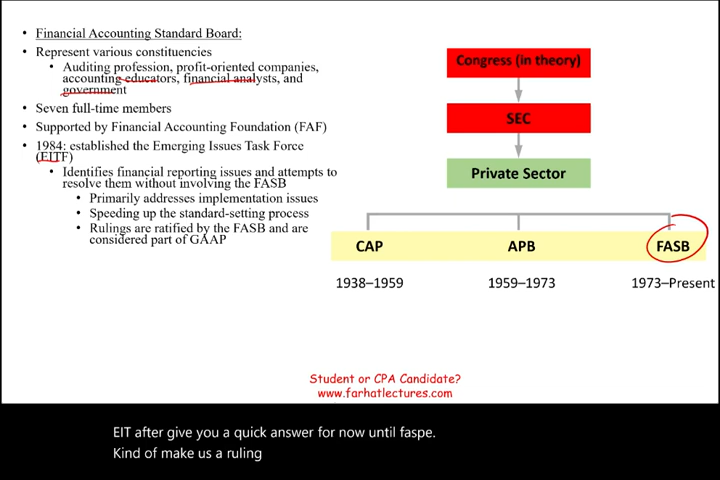 Financial Accounting Standard Board:
Represent various constituencies
Auditing profession, profit-oriented companies,
accounting educators, financial analysts, and
government
Seven full-time members
Supported by Financial Accounting Foundation (FAF)
1984: established the Emerging Issues Task Force
(EITF)
Identifies financial reporting issues and attempts to
resolve them without involving the FASB
Primarily addresses implementation issues
Speeding up the standard-setting process
Rulings are ratified by the FASB and are
considered part of GAAP
Congress (in theory)
SEC
Private Sector
CAP
APB
FASB
1938–1959
1959–1973
1973–Present
Student or CPA Candidate?
www.farhatlectures.com
EIT after give you a quick answer for now until faspe.
Kind of make us a ruling